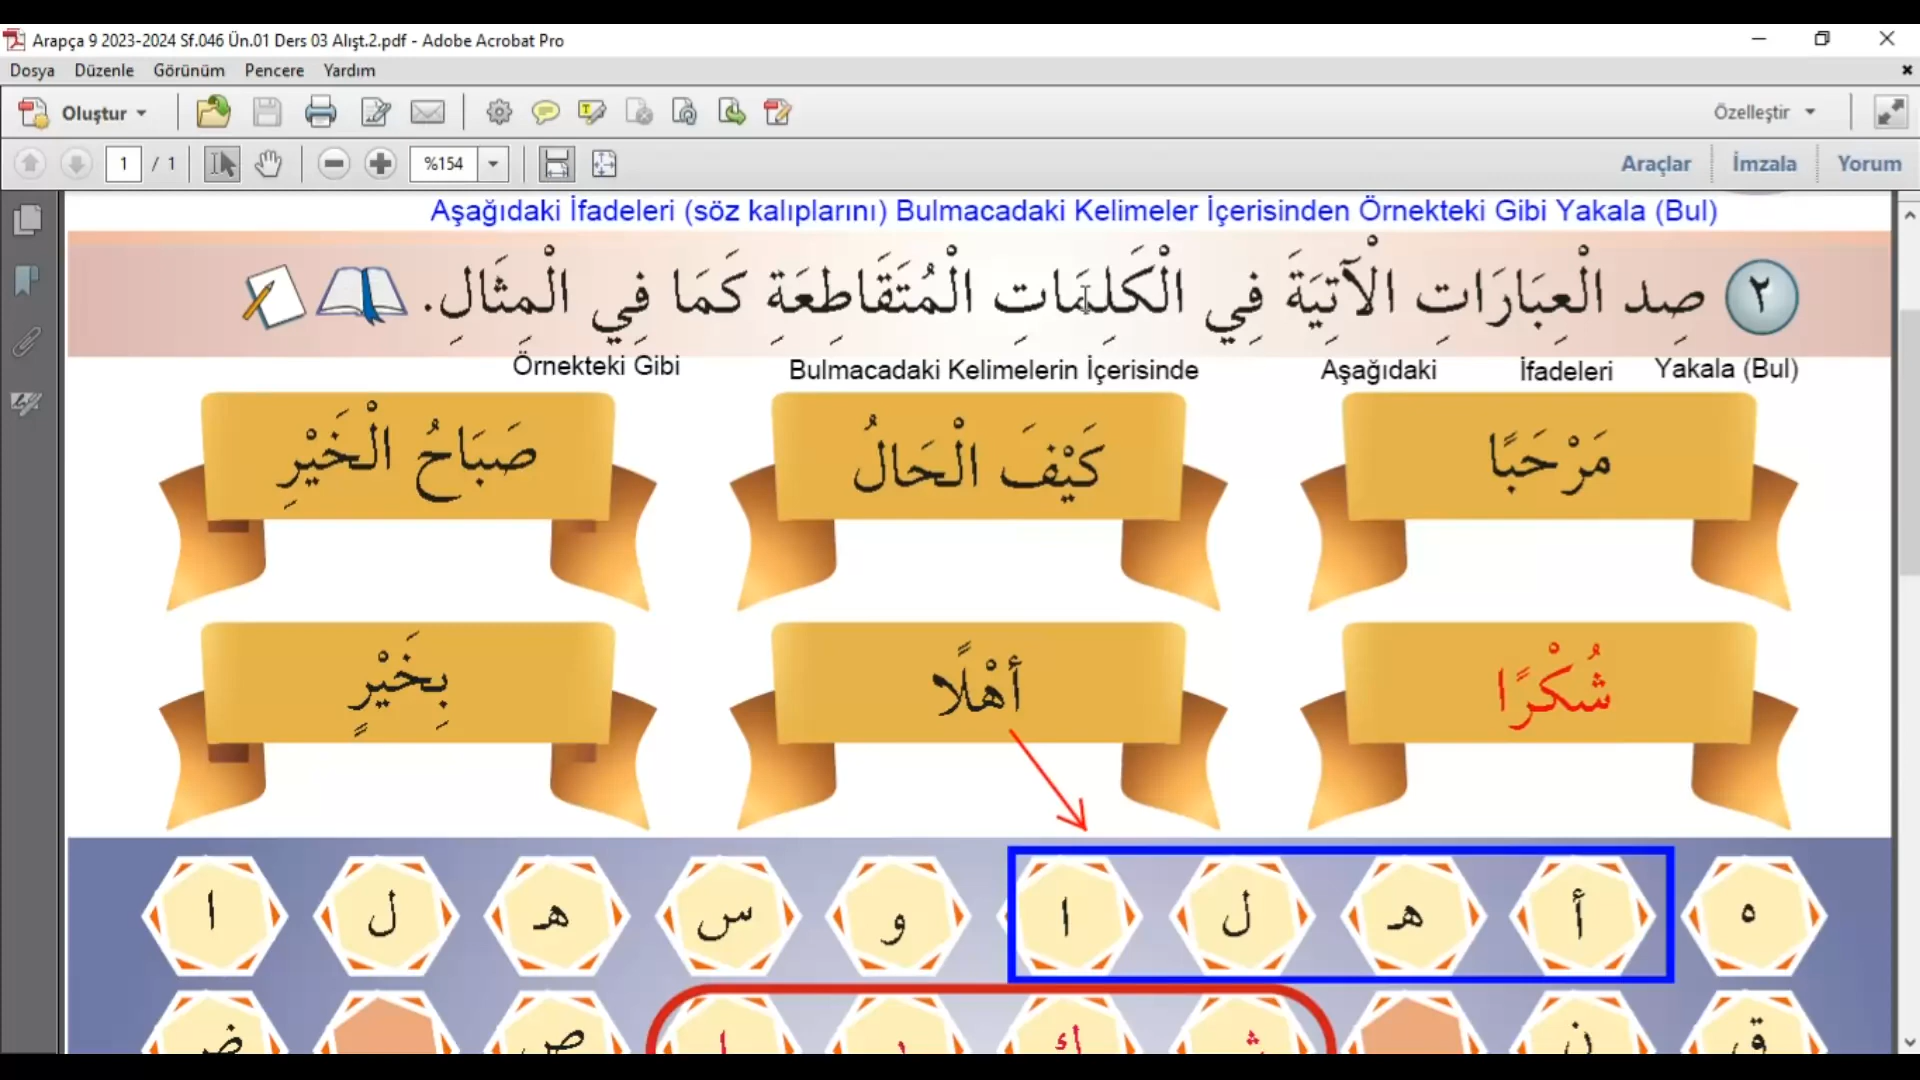 Arapça 9 2023-2024 Sf.046 Ün.01 Ders 03 Alışt.2.pdf - Adobe Acrobat Pro
Dosya Düzenle Görünüm Pencere Yardım
Oluştur
Özelleştir
1 / 1
%154
Araçlar İmzala Yorum
Aşağıdaki İfadeleri (söz kalıplarını) Bulmacadaki Kelimeler İçerisinden Örnekteki Gibi Yakala (Bul)
٢ صِد الْعِبَارَاتِ الْآتِيَةَ فِي الْكَلِمَاتِ الْمُتَقَاطِعَةِ كَمَا فِي الْمِثَالِ.
Örnekteki Gibi Bulmacadaki Kelimelerin İçerisinde Aşağıdaki İfadeleri Yakala (Bul)
مَرْحَبًا كَيْفَ الْحَالُ صَبَاحُ الْخَيْرِ
شُكْرًا أَهْلًا بِخَيْرٍ
ه أ هـ ل ا و س هـ ل ا
ق ن ش ك ر ا ص ض